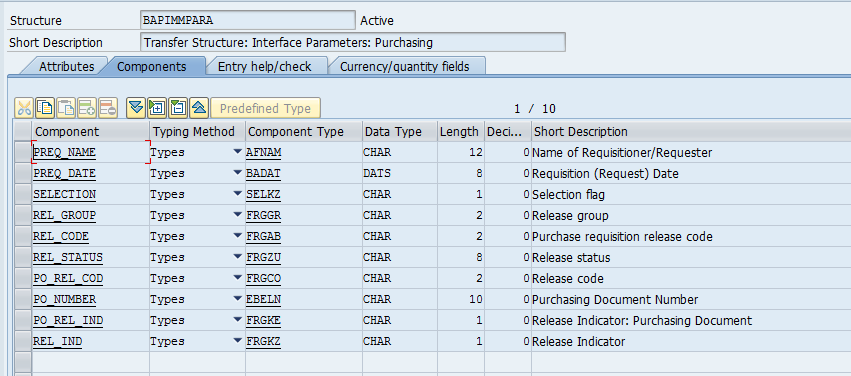 Structure BAPIMMPARA Active
Short Description Transfer Structure: Interface Parameters: Purchasing
Attributes Components Entry help/check Currency/quantity fields
Predefined Type 1 / 10
Component Typing Method Component Type Data Type Length Deci... Short Description
PREQ_NAME Types AFNAM CHAR 12 0 Name of Requisitioner/Requester
PREQ_DATE Types BADAT DATS 8 0 Requisition (Request) Date
SELECTION Types SELKZ CHAR 1 0 Selection flag
REL_GROUP Types FRGGR CHAR 2 0 Release group
REL_CODE Types FRGAB CHAR 2 0 Purchase requisition release code
REL_STATUS Types FRGZU CHAR 8 0 Release status
PO_REL_COD Types FRGCO CHAR 2 0 Release code
PO_NUMBER Types EBELN CHAR 10 0 Purchasing Document Number
PO_REL_IND Types FRGKE CHAR 1 0 Release Indicator: Purchasing Document
REL_IND Types FRGKZ CHAR 1 0 Release Indicator